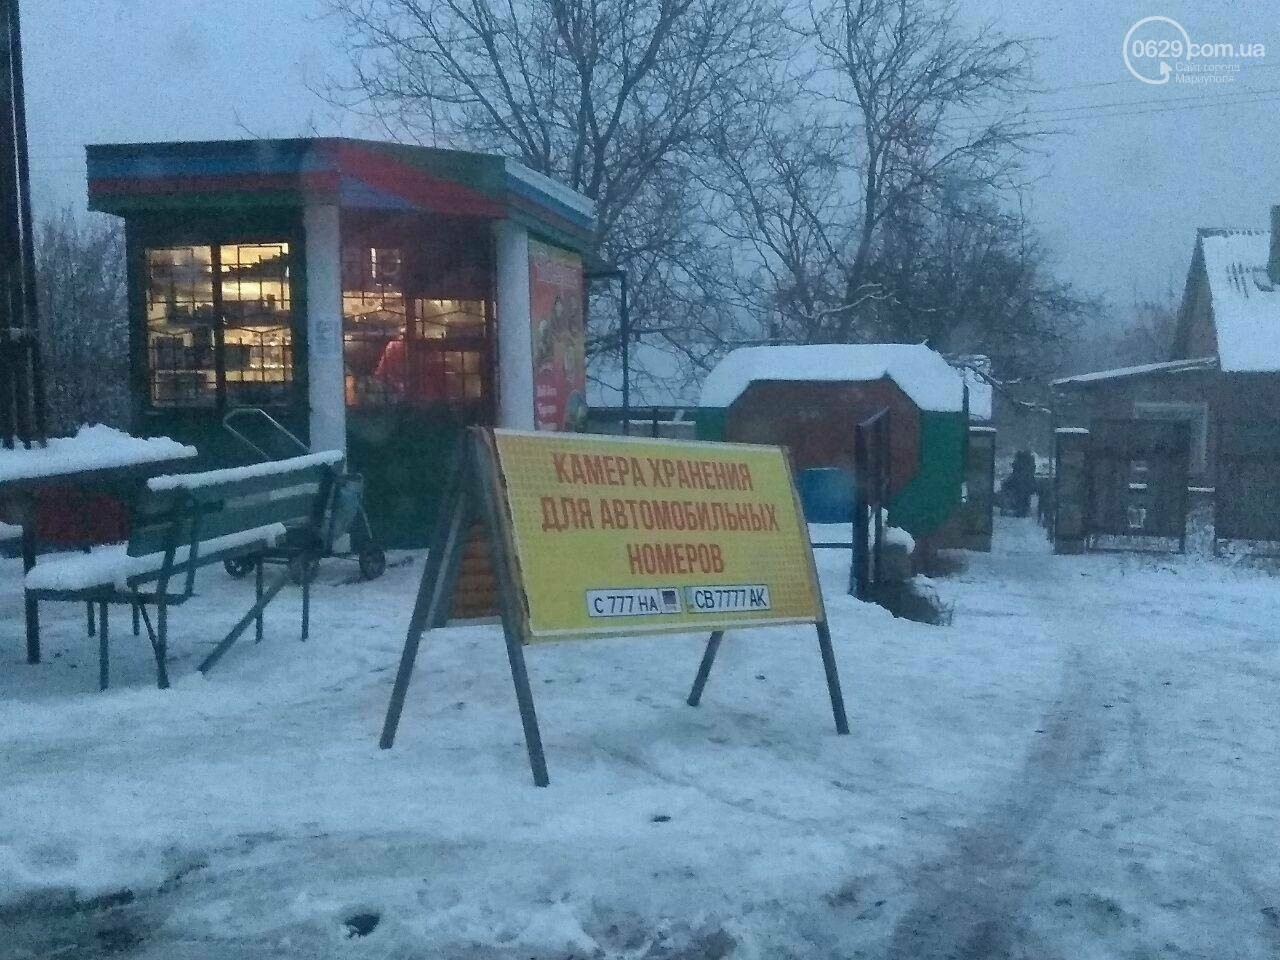 0629.com.ua
Сайт города
Мариуполя
КАМЕРА ХРАНЕНИЯ
ДЛЯ АВТОМОБИЛЬНЫХ
НОМЕРОВ
С 777 НА
СВ 7777 АК